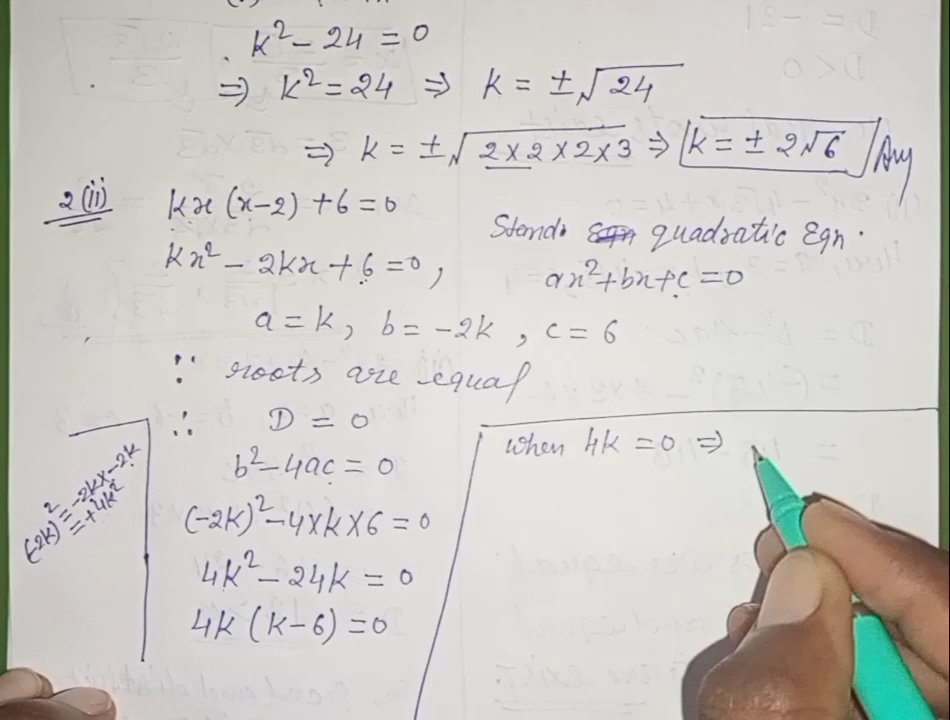 k² - 24 = 0
⇒ k² = 24 ⇒ k = ±√24
⇒ k = ±√2×2×2×3 ⇒ k = ±2√6 Any
2(ii) kx (x-2) + 6 = 0
Stand. quadratic Eqn.
kx² - 2kx + 6 = 0, ax² + bx + c = 0
a = k, b = -2k, c = 6
∵ roots are equal
∴ D = 0
b² - 4ac = 0
(-2k)² - 4×k×6 = 0
4k² - 24k = 0
4k (k-6) = 0
(-2k)² = -2k×-2k
= +4k²
when 4k = 0 ⇒